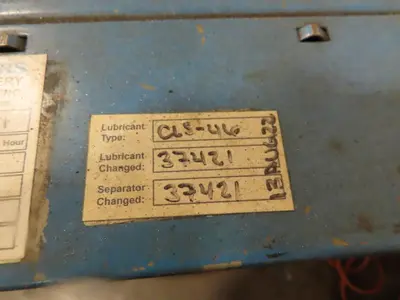 Hour
Lubricant Type: CLS-46
Lubricant Changed: 37421
Separator Changed: 37421
13AUG22